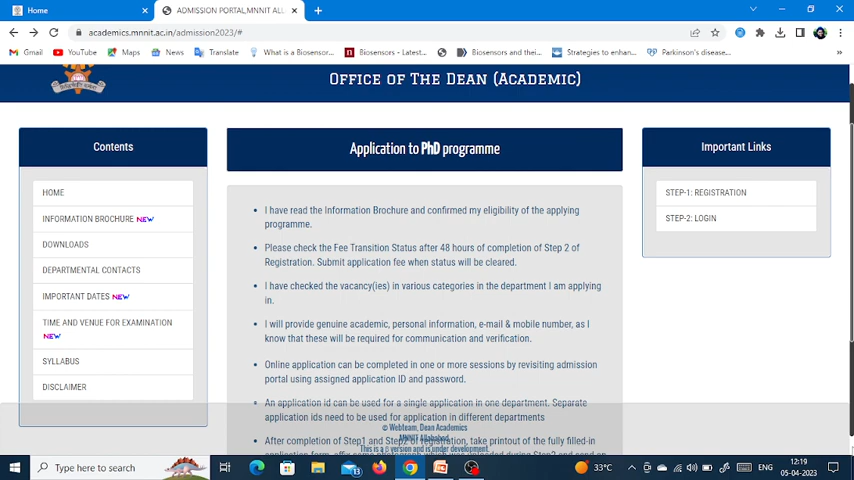 Home
ADMISSION PORTAL,MNNIT ALL
academics.mnnit.ac.in/admission2023/#
Gmail
YouTube
Maps
News
Translate
What is a Biosensor...
Biosensors - Latest...
Biosensors and thei...
Strategies to enhan...
Parkinson's disease...
OFFICE OF THE DEAN (ACADEMIC)
Contents
HOME
INFORMATION BROCHURE NEW
DOWNLOADS
DEPARTMENTAL CONTACTS
IMPORTANT DATES NEW
TIME AND VENUE FOR EXAMINATION
NEW
SYLLABUS
DISCLAIMER
Application to PhD programme
• I have read the Information Brochure and confirmed my eligibility of the applying
programme.
• Please check the Fee Transition Status after 48 hours of completion of Step 2 of
Registration. Submit application fee when status will be cleared.
• I have checked the vacancy(ies) in various categories in the department I am applying
in.
• I will provide genuine academic, personal information, e-mail & mobile number, as I
know that these will be required for communication and verification.
• Online application can be completed in one or more sessions by revisiting admission
portal using assigned application ID and password.
• An application id can be used for a single application in one department. Separate
application ids need to be used for application in different departments
© Webteam, Dean Academics
MNNIT Allahabad
• After completion of Step1 and Step2 of registration, take printout of the fully filled-in
This is a β version and is under development.
Important Links
STEP-1: REGISTRATION
STEP-2: LOGIN
Type here to search
13
33°C
ENG
12:19
05-04-2023